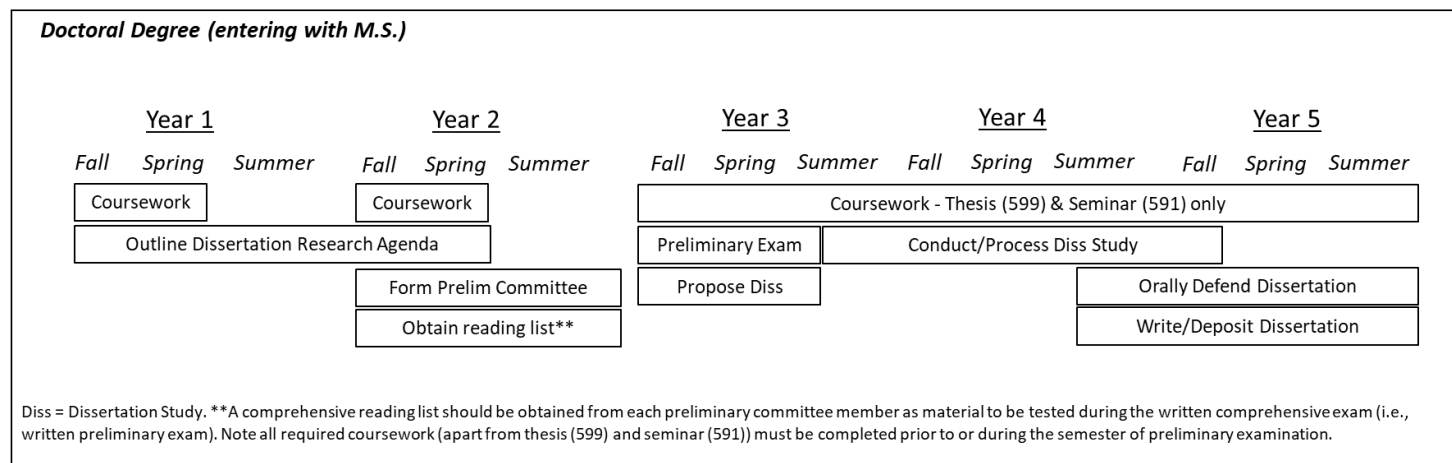 Doctoral Degree (entering with M.S.)
Year 1 Year 2 Year 3 Year 4 Year 5
Fall Spring Summer Fall Spring Summer Fall Spring Summer Fall Spring Summer Fall Spring Summer
Coursework Coursework Coursework - Thesis (599) & Seminar (591) only
Outline Dissertation Research Agenda Preliminary Exam Conduct/Process Diss Study
Form Prelim Committee Propose Diss Orally Defend Dissertation
Obtain reading list** Write/Deposit Dissertation
Diss = Dissertation Study. **A comprehensive reading list should be obtained from each preliminary committee member as material to be tested during the written comprehensive exam (i.e.,
written preliminary exam). Note all required coursework (apart from thesis (599) and seminar (591)) must be completed prior to or during the semester of preliminary examination.